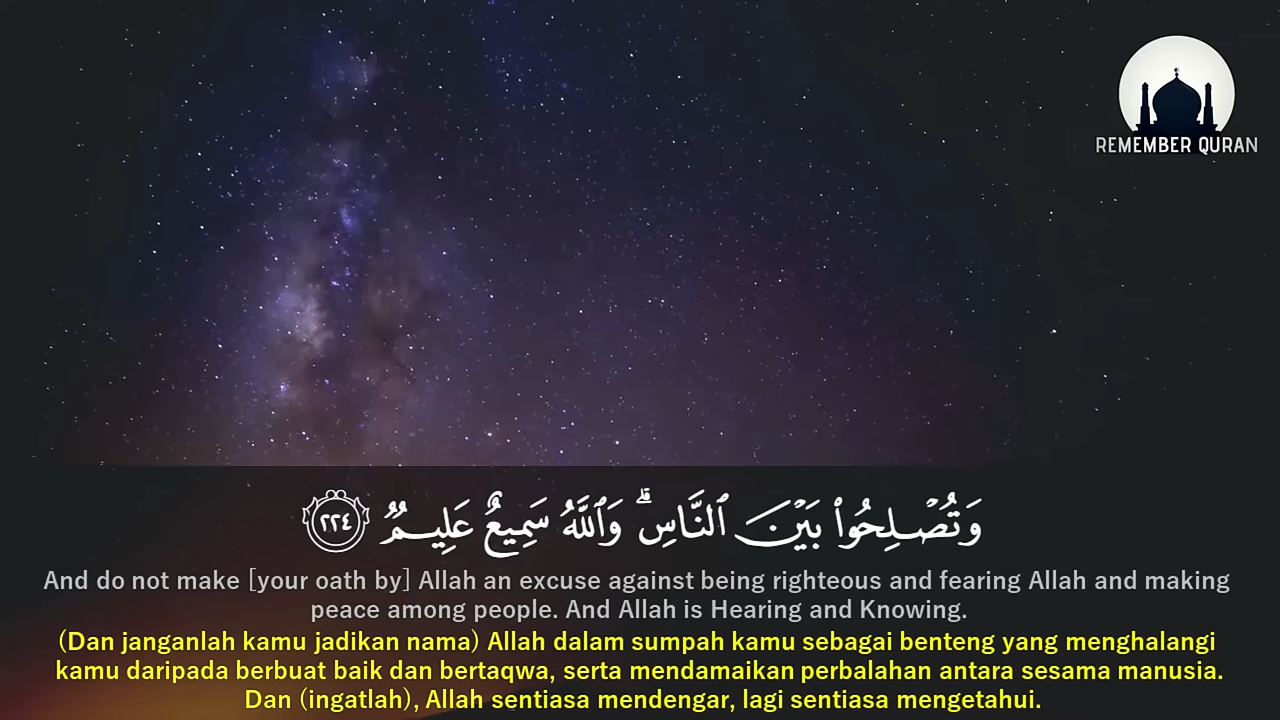 REMEMBER QURAN
وَتُصْلِحُوا۟ بَيْنَ ٱلنَّاسِ ۗ وَٱللَّهُ سَمِيعٌ عَلِيمٌ ٢٢٤
And do not make [your oath by] Allah an excuse against being righteous and fearing Allah and making
peace among people. And Allah is Hearing and Knowing.
(Dan janganlah kamu jadikan nama) Allah dalam sumpah kamu sebagai benteng yang menghalangi
kamu daripada berbuat baik dan bertaqwa, serta mendamaikan perbalahan antara sesama manusia.
Dan (ingatlah), Allah sentiasa mendengar, lagi sentiasa mengetahui.